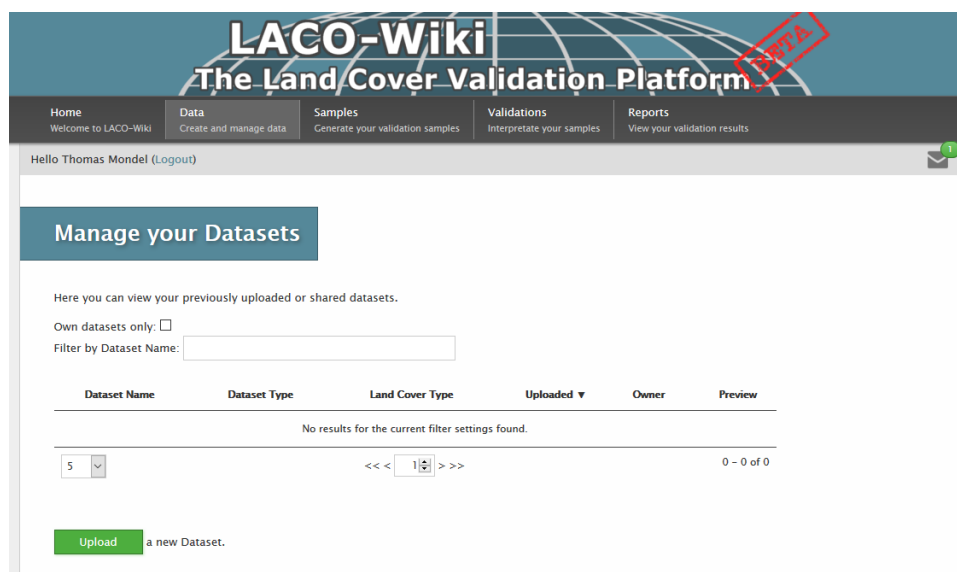 LACO-Wiki
The Land Cover Validation Platform
BETA
Home Data Samples Validations Reports
Welcome to LACO-Wiki Create and manage data Generate your validation samples Interpretate your samples View your validation results
Hello Thomas Mondel (Logout) 1
Manage your Datasets
Here you can view your previously uploaded or shared datasets.
Own datasets only:
Filter by Dataset Name:
Dataset Name Dataset Type Land Cover Type Uploaded ▼ Owner Preview
No results for the current filter settings found.
5 << < 1 > >> 0 – 0 of 0
Upload a new Dataset.